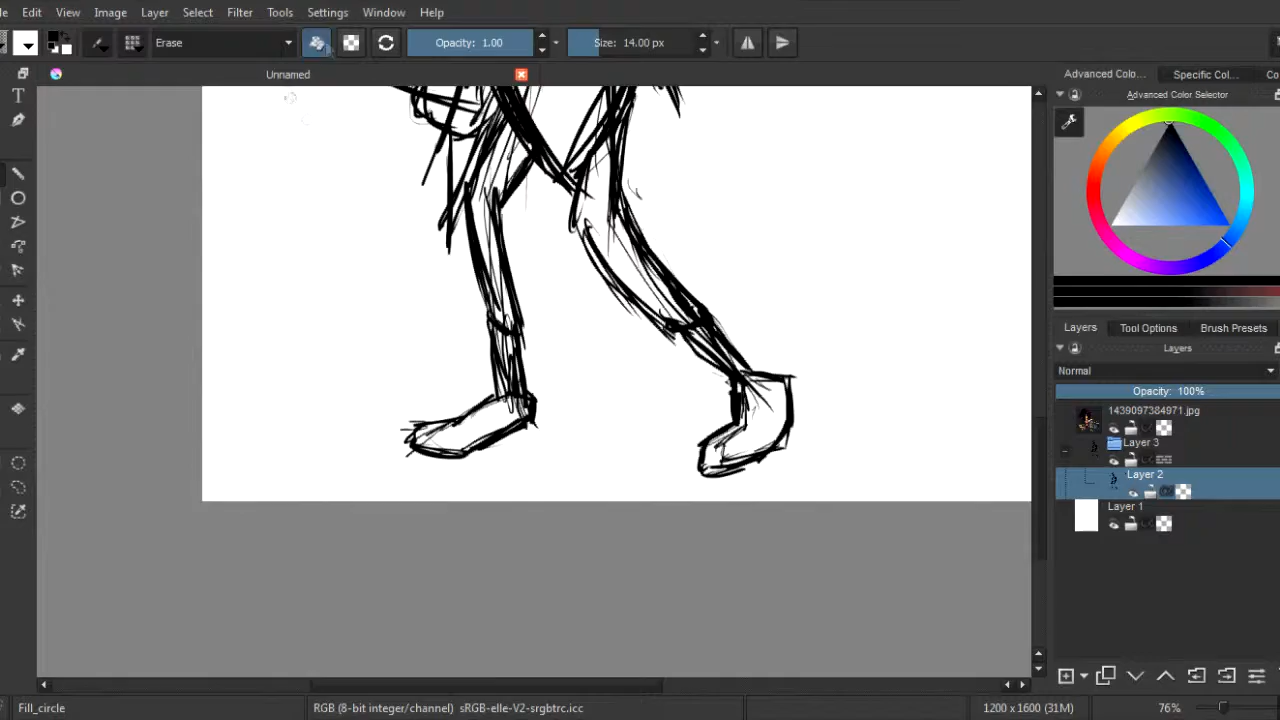 le Edit View Image Layer Select Filter Tools Settings Window Help
Erase Opacity: 1.00 Size: 14.00 px
Unnamed
Advanced Colo... Specific Col... Co
Advanced Color Selector
Layers Tool Options Brush Presets
Layers
Normal
Opacity: 100%
1439097384971.jpg
Layer 3
Layer 2
Layer 1
Fill_circle RGB (8-bit integer/channel) sRGB-elle-V2-srgbtrc.icc 1200 x 1600 (31M) 76%